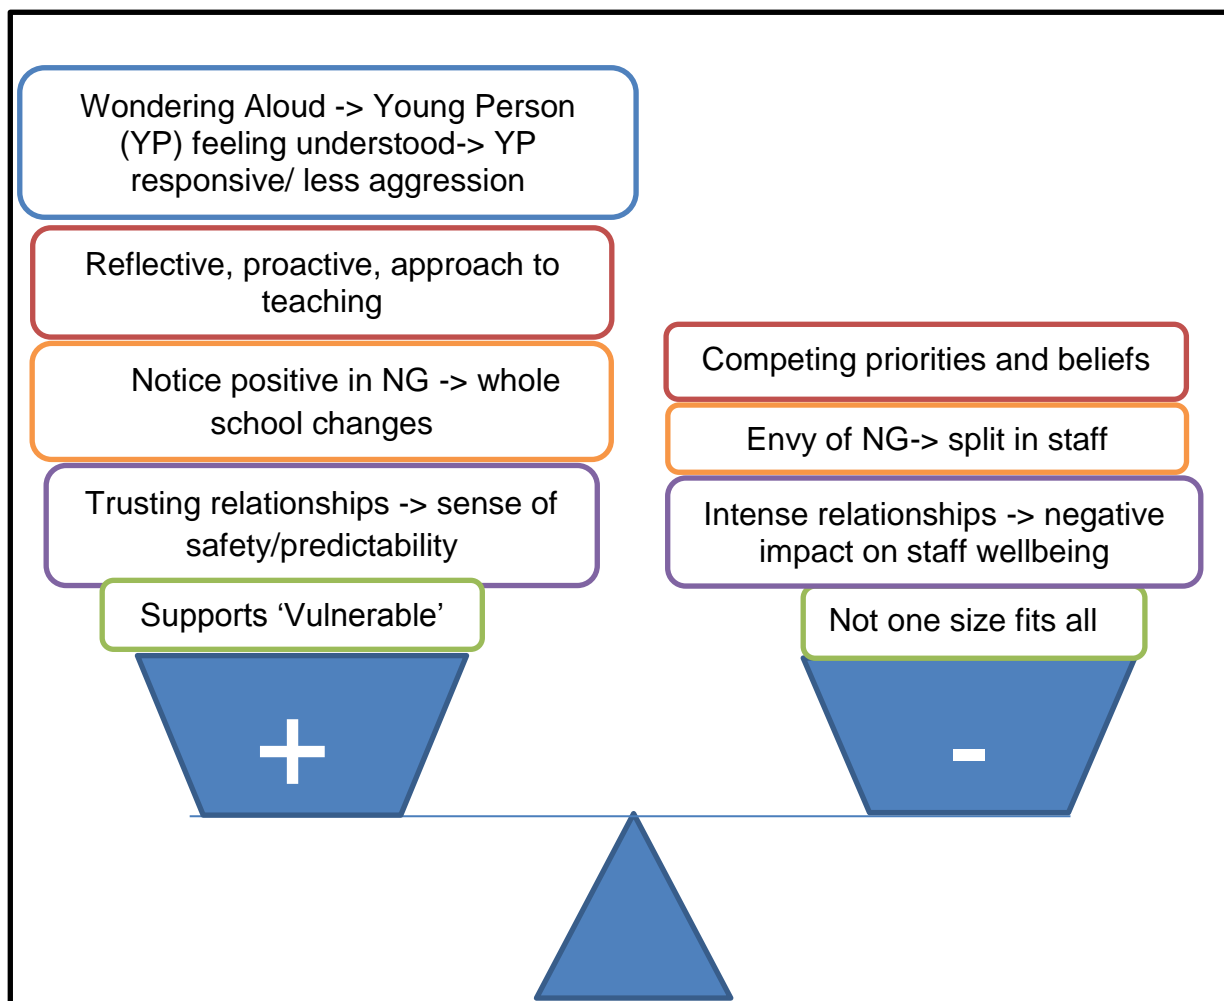 Wondering Aloud -> Young Person
(YP) feeling understood-> YP
responsive/ less aggression
Reflective, proactive, approach to
teaching
Notice positive in NG -> whole
school changes
Trusting relationships -> sense of
safety/predictability
Supports ‘Vulnerable’
+
Competing priorities and beliefs
Envy of NG-> split in staff
Intense relationships -> negative
impact on staff wellbeing
Not one size fits all
-